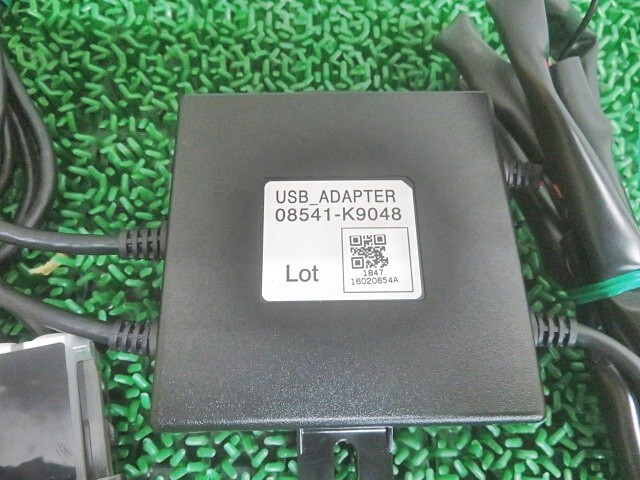 USB_ADAPTER
08541-K9048
Lot
1847
16020654A